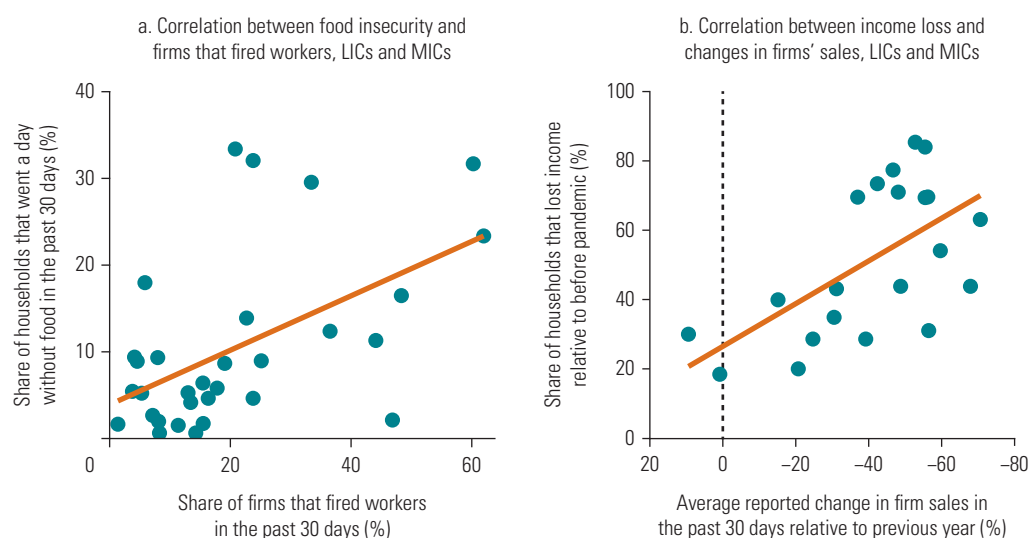 a. Correlation between food insecurity and
firms that fired workers, LICs and MICs
Share of households that went a day
without food in the past 30 days (%)
40
30
20
10
0
20
40
60
Share of firms that fired workers
in the past 30 days (%)
b. Correlation between income loss and
changes in firms' sales, LICs and MICs
Share of households that lost income
relative to before pandemic (%)
100
80
60
40
20
0
20
0
–20
–40
–60
–80
Average reported change in firm sales in
the past 30 days relative to previous year (%)